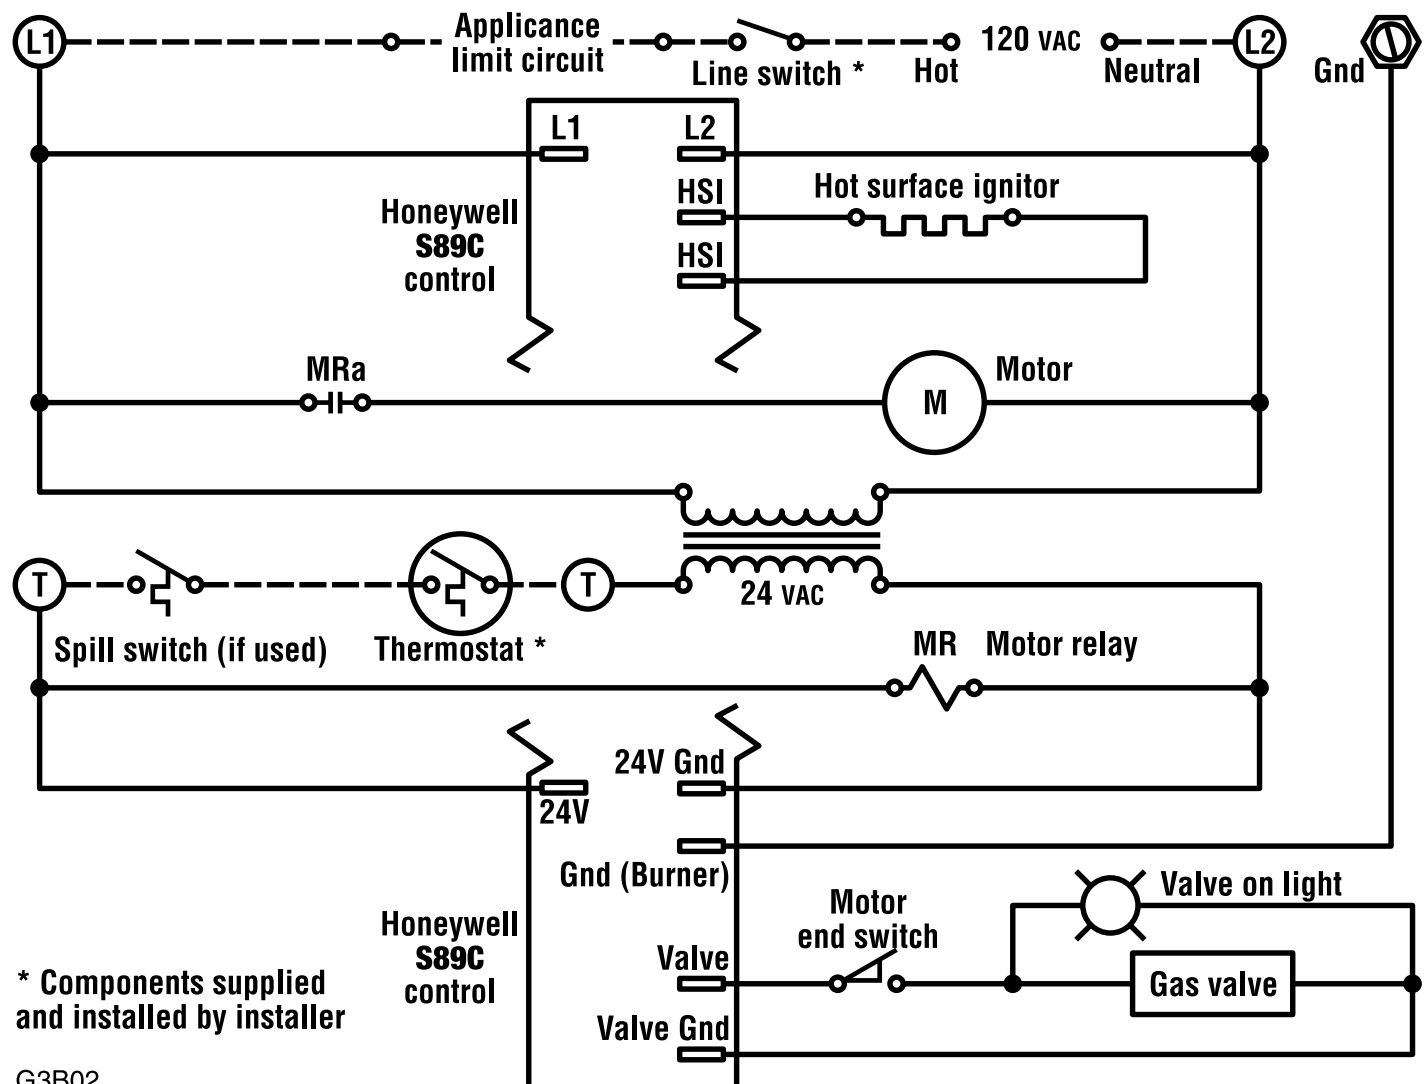 L1
Applicance
limit circuit
Line switch *
Hot
120 VAC
Neutral
L2
Gnd
L1
L2
HSI
Hot surface ignitor
Honeywell
S89C
control
HSI
MRa
Motor
M
T
T
24 VAC
Spill switch (if used)
Thermostat *
MR
Motor relay
24V Gnd
24V
Gnd (Burner)
Valve on light
Honeywell
S89C
control
Motor
end switch
Valve
Gas valve
* Components supplied
and installed by installer
Valve Gnd
G3B02